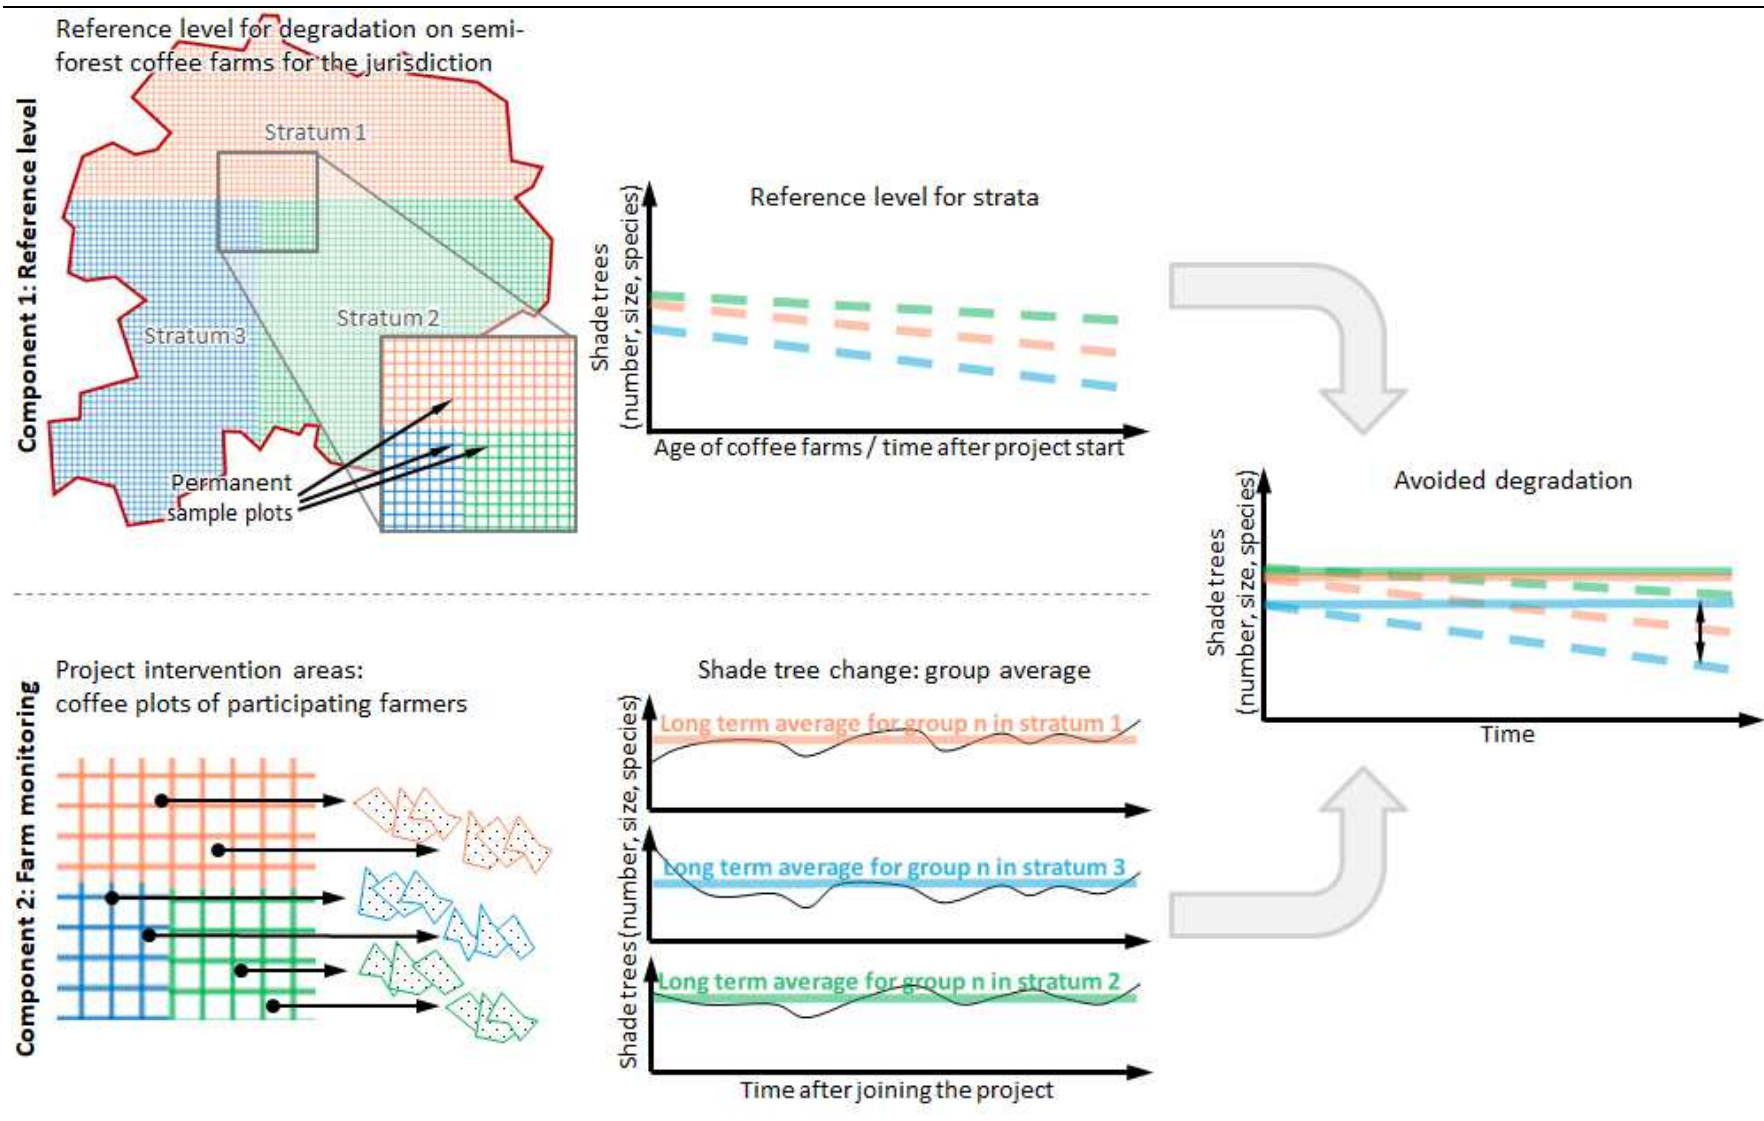 Component 1: Reference level
Reference level for degradation on semi-
forest coffee farms for the jurisdiction
Stratum 1
Stratum 2
Stratum 3
Permanent
sample plots
Reference level for strata
Shade trees
(number, size, species)
Age of coffee farms / time after project start
Avoided degradation
Shade trees
(number, size, species)
Time
Component 2: Farm monitoring
Project intervention areas:
coffee plots of participating farmers
Shade tree change: group average
Shade trees (number, size, species)
Long term average for group n in stratum 1
Long term average for group n in stratum 3
Long term average for group n in stratum 2
Time after joining the project